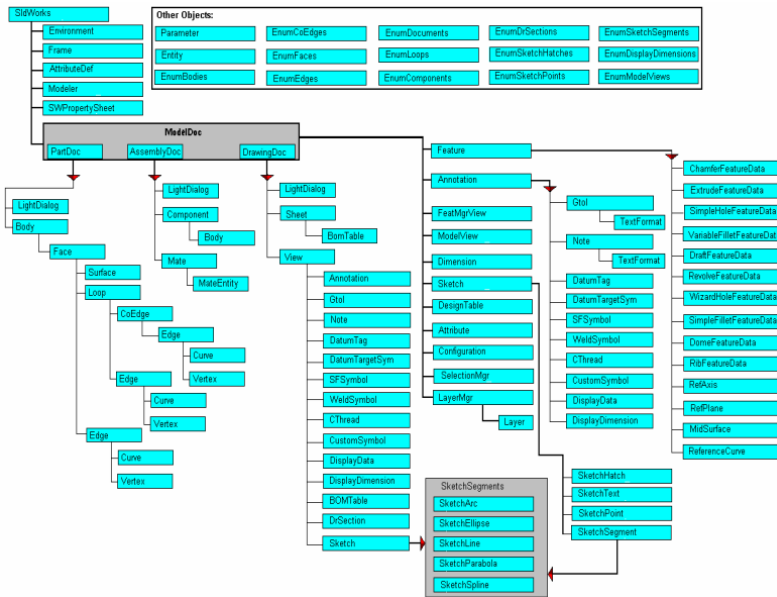 SldWorks
Environment
Frame
AttributeDef
Modeler
SWPropertySheet
Other Objects:
Parameter EnumCoEdges EnumDocuments EnumDrSections EnumSketchSegments
Entity EnumFaces EnumLoops EnumSketchHatches EnumDisplayDimensions
EnumBodies EnumEdges EnumComponents EnumSketchPoints EnumModelViews
ModelDoc
PartDoc AssemblyDoc DrawingDoc
LightDialog
Body
Face
Surface
Loop
CoEdge
Edge
Curve
Vertex
Edge
Curve
Vertex
Edge
Curve
Vertex
LightDialog
Component
Body
Mate
MateEntity
LightDialog
Sheet
BomTable
View
Annotation
Gtol
Note
DatumTag
DatumTargetSym
SFSymbol
WeldSymbol
CThread
CustomSymbol
DisplayData
DisplayDimension
BOMTable
DrSection
Sketch
Feature
Annotation
FeatMgrView
ModelView
Dimension
Sketch
DesignTable
Attribute
Configuration
SelectionMgr
LayerMgr
Layer
Gtol
TextFormat
Note
TextFormat
DatumTag
DatumTargetSym
SFSymbol
WeldSymbol
CThread
CustomSymbol
DisplayData
DisplayDimension
ChamferFeatureData
ExtrudeFeatureData
SimpleHoleFeatureData
VariableFilletFeatureData
DraftFeatureData
RevolveFeatureData
WizardHoleFeatureData
SimpleFilletFeatureData
DomeFeatureData
RibFeatureData
RefAxis
RefPlane
MidSurface
ReferenceCurve
SketchHatch
SketchText
SketchPoint
SketchSegment
SketchSegments
SketchArc
SketchEllipse
SketchLine
SketchParabola
SketchSpline